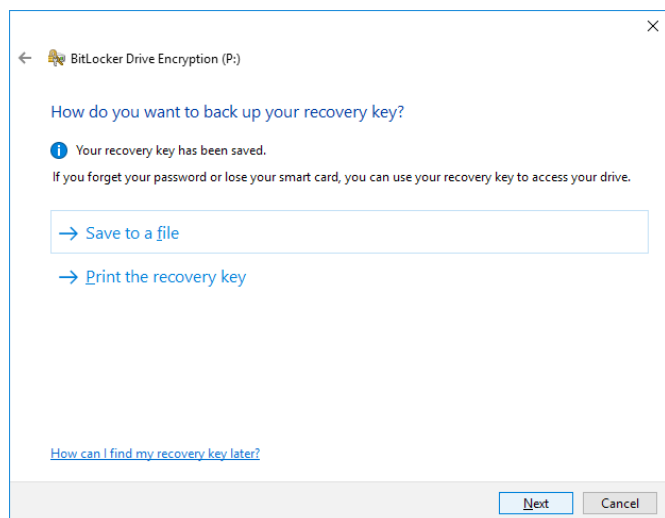 BitLocker Drive Encryption (P:)
How do you want to back up your recovery key?
Your recovery key has been saved.
If you forget your password or lose your smart card, you can use your recovery key to access your drive.
Save to a file
Print the recovery key
How can I find my recovery key later?
Next Cancel